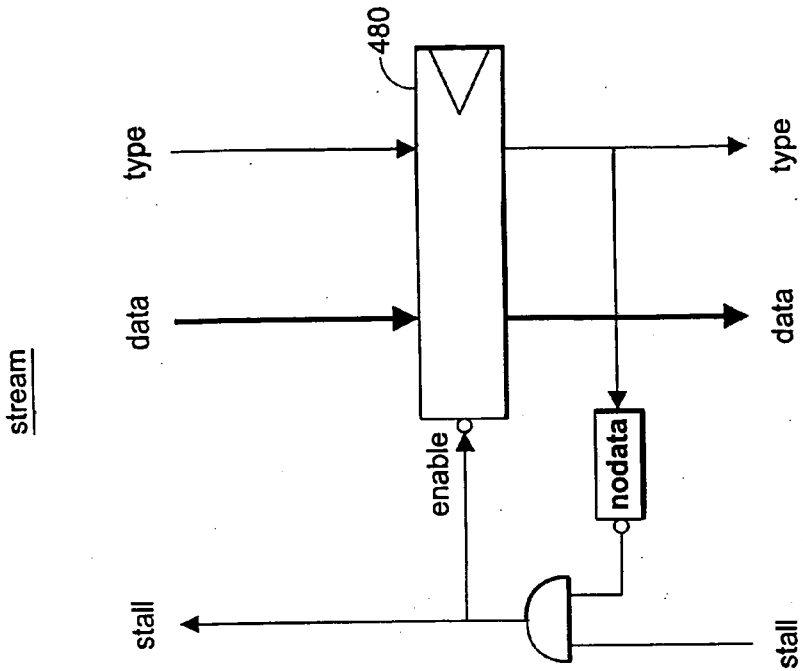 stream
stall
data
type
480
enable
nodata
stall
data
type